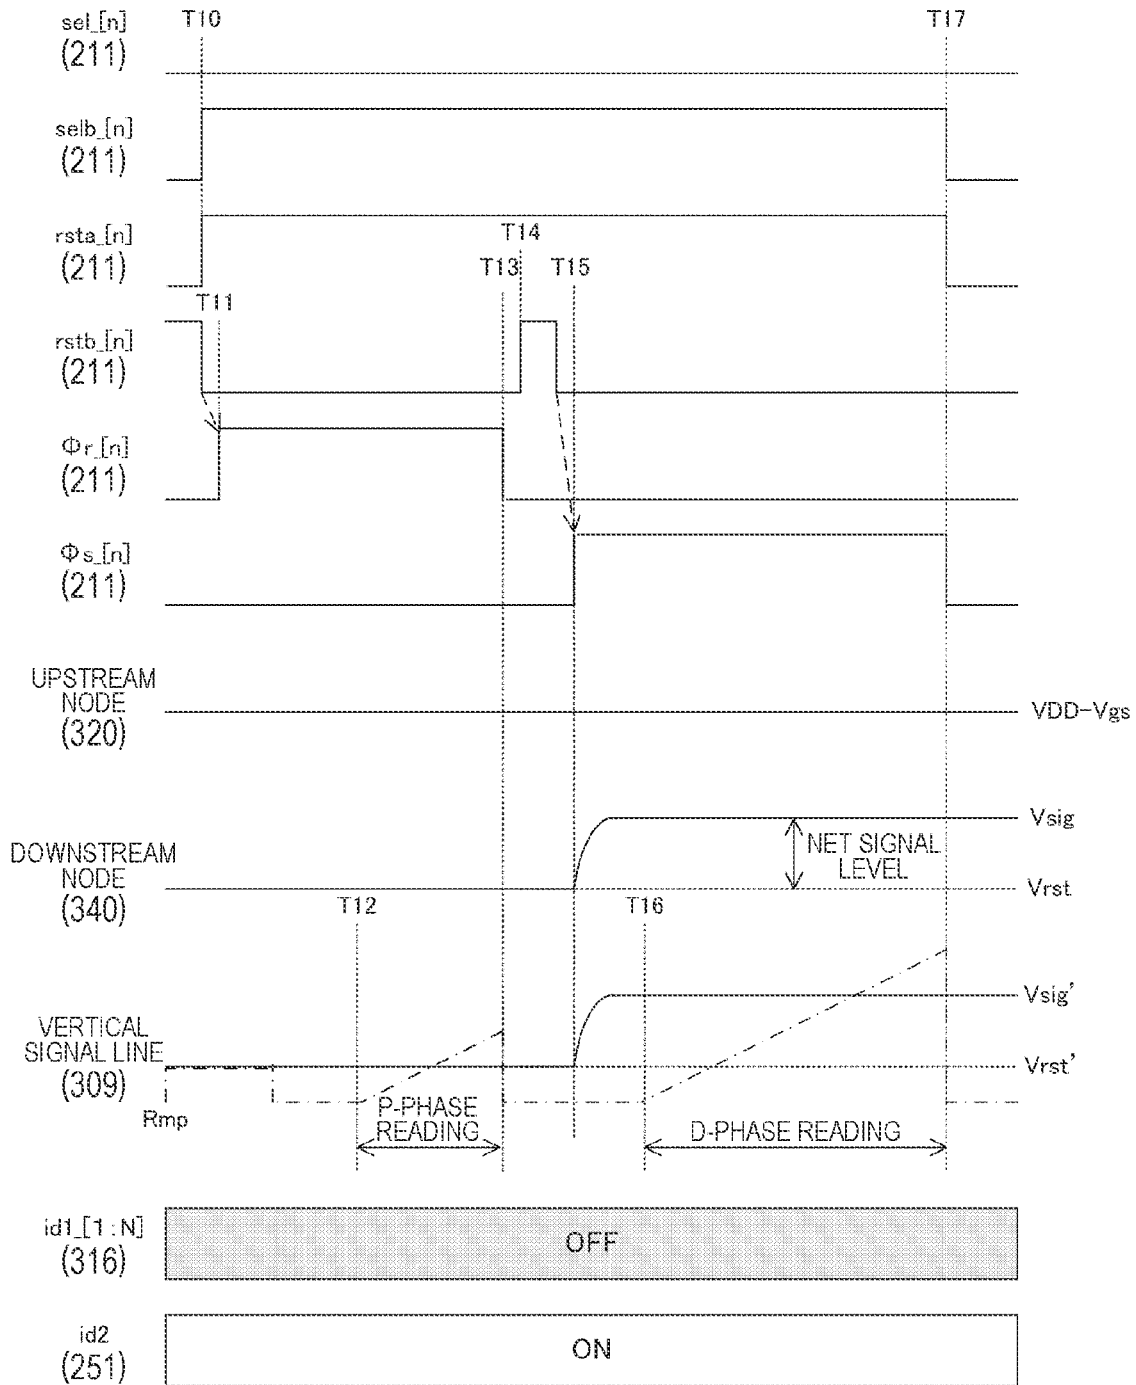 sel_[n]
(211)
T10
T17
selb_[n]
(211)
rsta_[n]
(211)
T14
T13
T15
T11
rstb_[n]
(211)
Φr_[n]
(211)
Φs_[n]
(211)
UPSTREAM
NODE
(320)
VDD-Vgs
DOWNSTREAM
NODE
(340)
Vsig
NET SIGNAL
LEVEL
Vrst
T12
T16
VERTICAL
SIGNAL LINE
(309)
Vsig'
Vrst'
Rmp
P-PHASE
READING
D-PHASE READING
id1_[1:N]
(316)
OFF
id2
(251)
ON